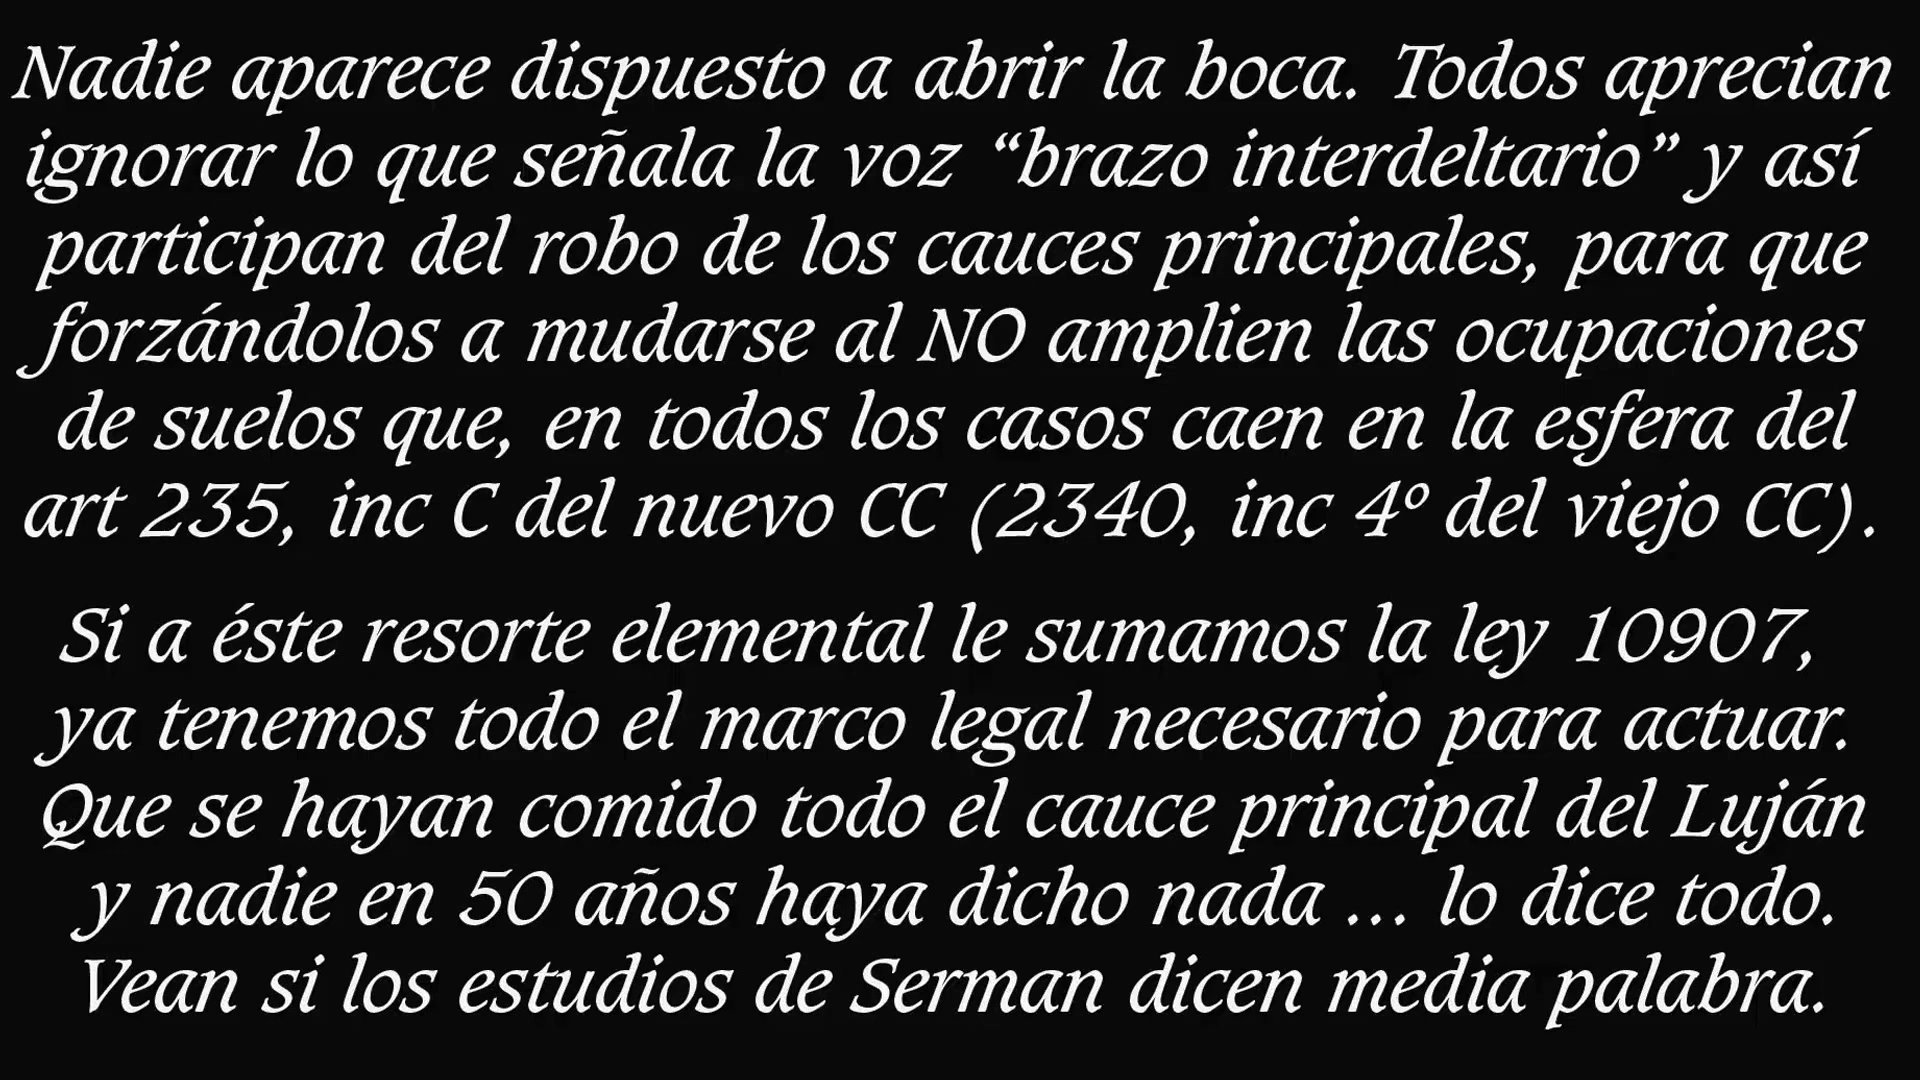 Nadie aparece dispuesto a abrir la boca. Todos aprecian
ignorar lo que señala la voz “brazo interdeltario” y así
participan del robo de los cauces principales, para que
forzándolos a mudarse al NO amplien las ocupaciones
de suelos que, en todos los casos caen en la esfera del
art 235, inc C del nuevo CC (2340, inc 4º del viejo CC).
Si a éste resorte elemental le sumamos la ley 10907,
ya tenemos todo el marco legal necesario para actuar.
Que se hayan comido todo el cauce principal del Luján
y nadie en 50 años haya dicho nada ... lo dice todo.
Vean si los estudios de Serman dicen media palabra.